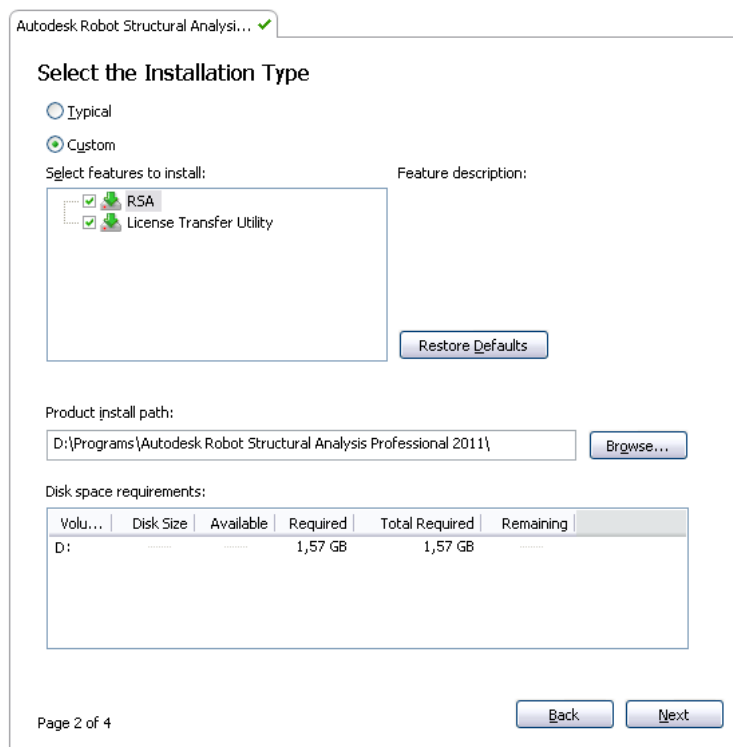 Autodesk Robot Structural Analysi...
Select the Installation Type
Typical
Custom
Select features to install:
Feature description:
RSA
License Transfer Utility
Restore Defaults
Product install path:
D:\Programs\Autodesk Robot Structural Analysis Professional 2011\
Browse...
Disk space requirements:
Volu... Disk Size Available Required Total Required Remaining
D: 1,57 GB 1,57 GB
Page 2 of 4
Back Next